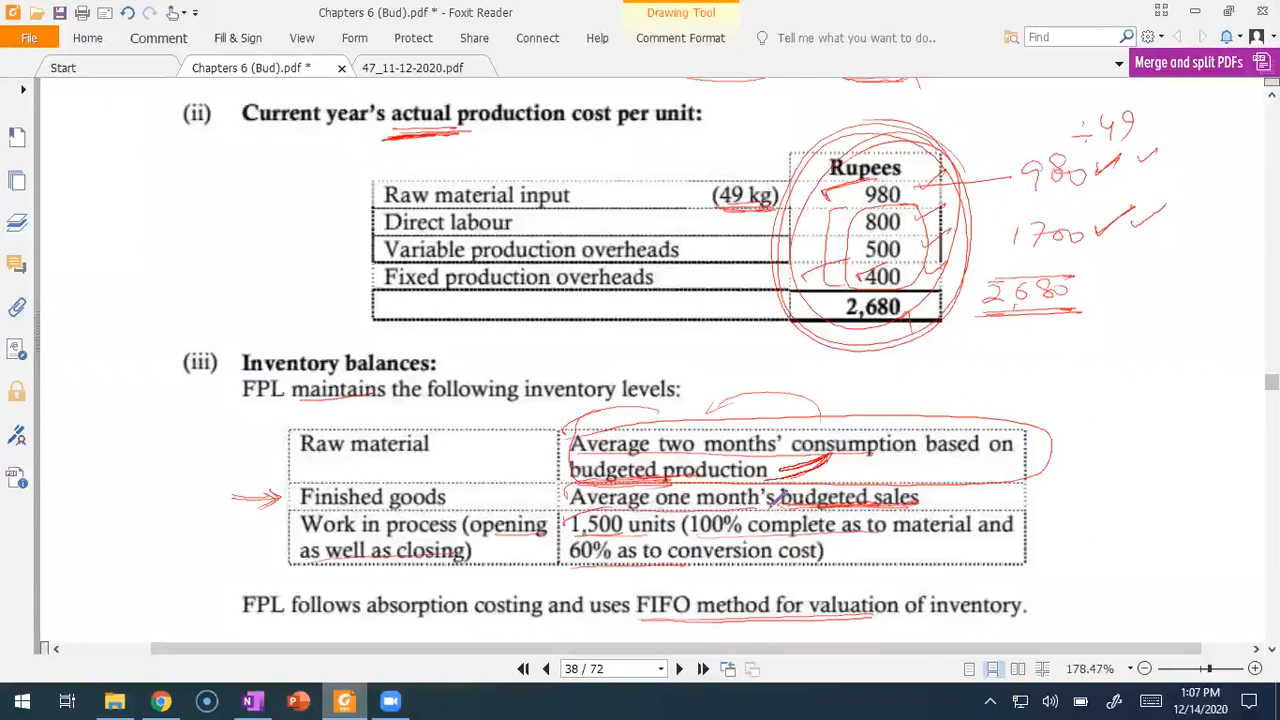 Chapters 6 (Bud).pdf * - Foxit Reader
Drawing Tool
File
Home
Comment
Fill & Sign
View
Form
Protect
Share
Connect
Help
Comment Format
Tell me what you want to do..
Find
Start
Chapters 6 (Bud).pdf *
47_11-12-2020.pdf
Merge and split PDFs
(ii) Current year's actual production cost per unit:
÷49
Rupees
980
Raw material input (49 kg) 980
Direct labour 800
1700
Variable production overheads 500
Fixed production overheads 400
2,680
2,680
(iii) Inventory balances:
FPL maintains the following inventory levels:
Raw material Average two months' consumption based on
budgeted production
Finished goods Average one month's budgeted sales
Work in process (opening 1,500 units (100% complete as to material and
as well as closing) 60% as to conversion cost)
FPL follows absorption costing and uses FIFO method for valuation of inventory.
38 / 72
178.47%
1:07 PM
12/14/2020